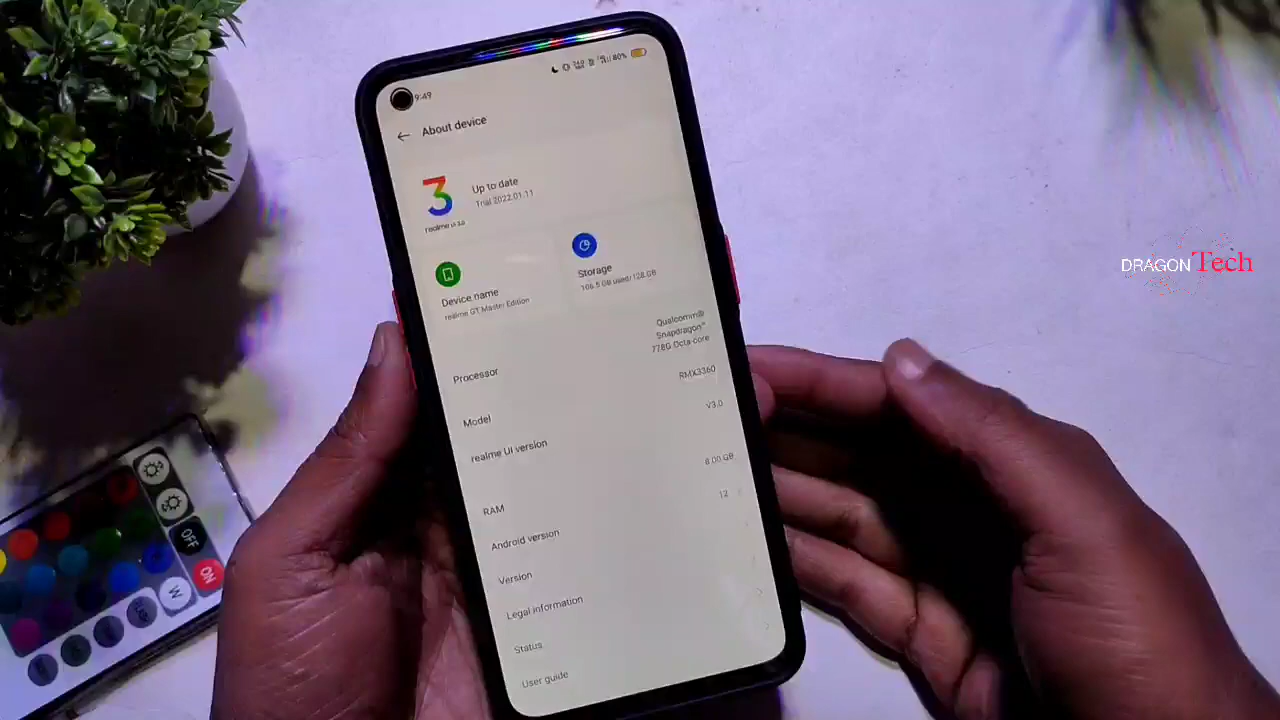 9:49
80%
About device
Up to date
Trial 2022.01.11
realme UI 3.0
Device name
realme GT Master Edition
Storage
106.5 GB used/128 GB
Processor
Qualcomm®
Snapdragon™
778G Octa-core
Model
RMX3360
realme UI version
v3.0
RAM
8.00 GB
Android version
12
Version
Legal information
Status
User guide
DRAGON Tech
OFF
ON
W